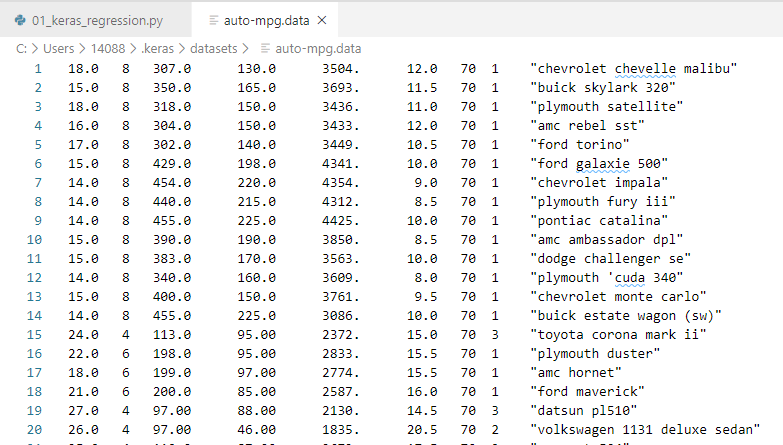 01_keras_regression.py auto-mpg.data ×
C: > Users > 14088 > .keras > datasets > auto-mpg.data
1 18.0 8 307.0 130.0 3504. 12.0 70 1 "chevrolet chevelle malibu"
2 15.0 8 350.0 165.0 3693. 11.5 70 1 "buick skylark 320"
3 18.0 8 318.0 150.0 3436. 11.0 70 1 "plymouth satellite"
4 16.0 8 304.0 150.0 3433. 12.0 70 1 "amc rebel sst"
5 17.0 8 302.0 140.0 3449. 10.5 70 1 "ford torino"
6 15.0 8 429.0 198.0 4341. 10.0 70 1 "ford galaxie 500"
7 14.0 8 454.0 220.0 4354. 9.0 70 1 "chevrolet impala"
8 14.0 8 440.0 215.0 4312. 8.5 70 1 "plymouth fury iii"
9 14.0 8 455.0 225.0 4425. 10.0 70 1 "pontiac catalina"
10 15.0 8 390.0 190.0 3850. 8.5 70 1 "amc ambassador dpl"
11 15.0 8 383.0 170.0 3563. 10.0 70 1 "dodge challenger se"
12 14.0 8 340.0 160.0 3609. 8.0 70 1 "plymouth 'cuda 340"
13 15.0 8 400.0 150.0 3761. 9.5 70 1 "chevrolet monte carlo"
14 14.0 8 455.0 225.0 3086. 10.0 70 1 "buick estate wagon (sw)"
15 24.0 4 113.0 95.00 2372. 15.0 70 3 "toyota corona mark ii"
16 22.0 6 198.0 95.00 2833. 15.5 70 1 "plymouth duster"
17 18.0 6 199.0 97.00 2774. 15.5 70 1 "amc hornet"
18 21.0 6 200.0 85.00 2587. 16.0 70 1 "ford maverick"
19 27.0 4 97.00 88.00 2130. 14.5 70 3 "datsun pl510"
20 26.0 4 97.00 46.00 1835. 20.5 70 2 "volkswagen 1131 deluxe sedan"